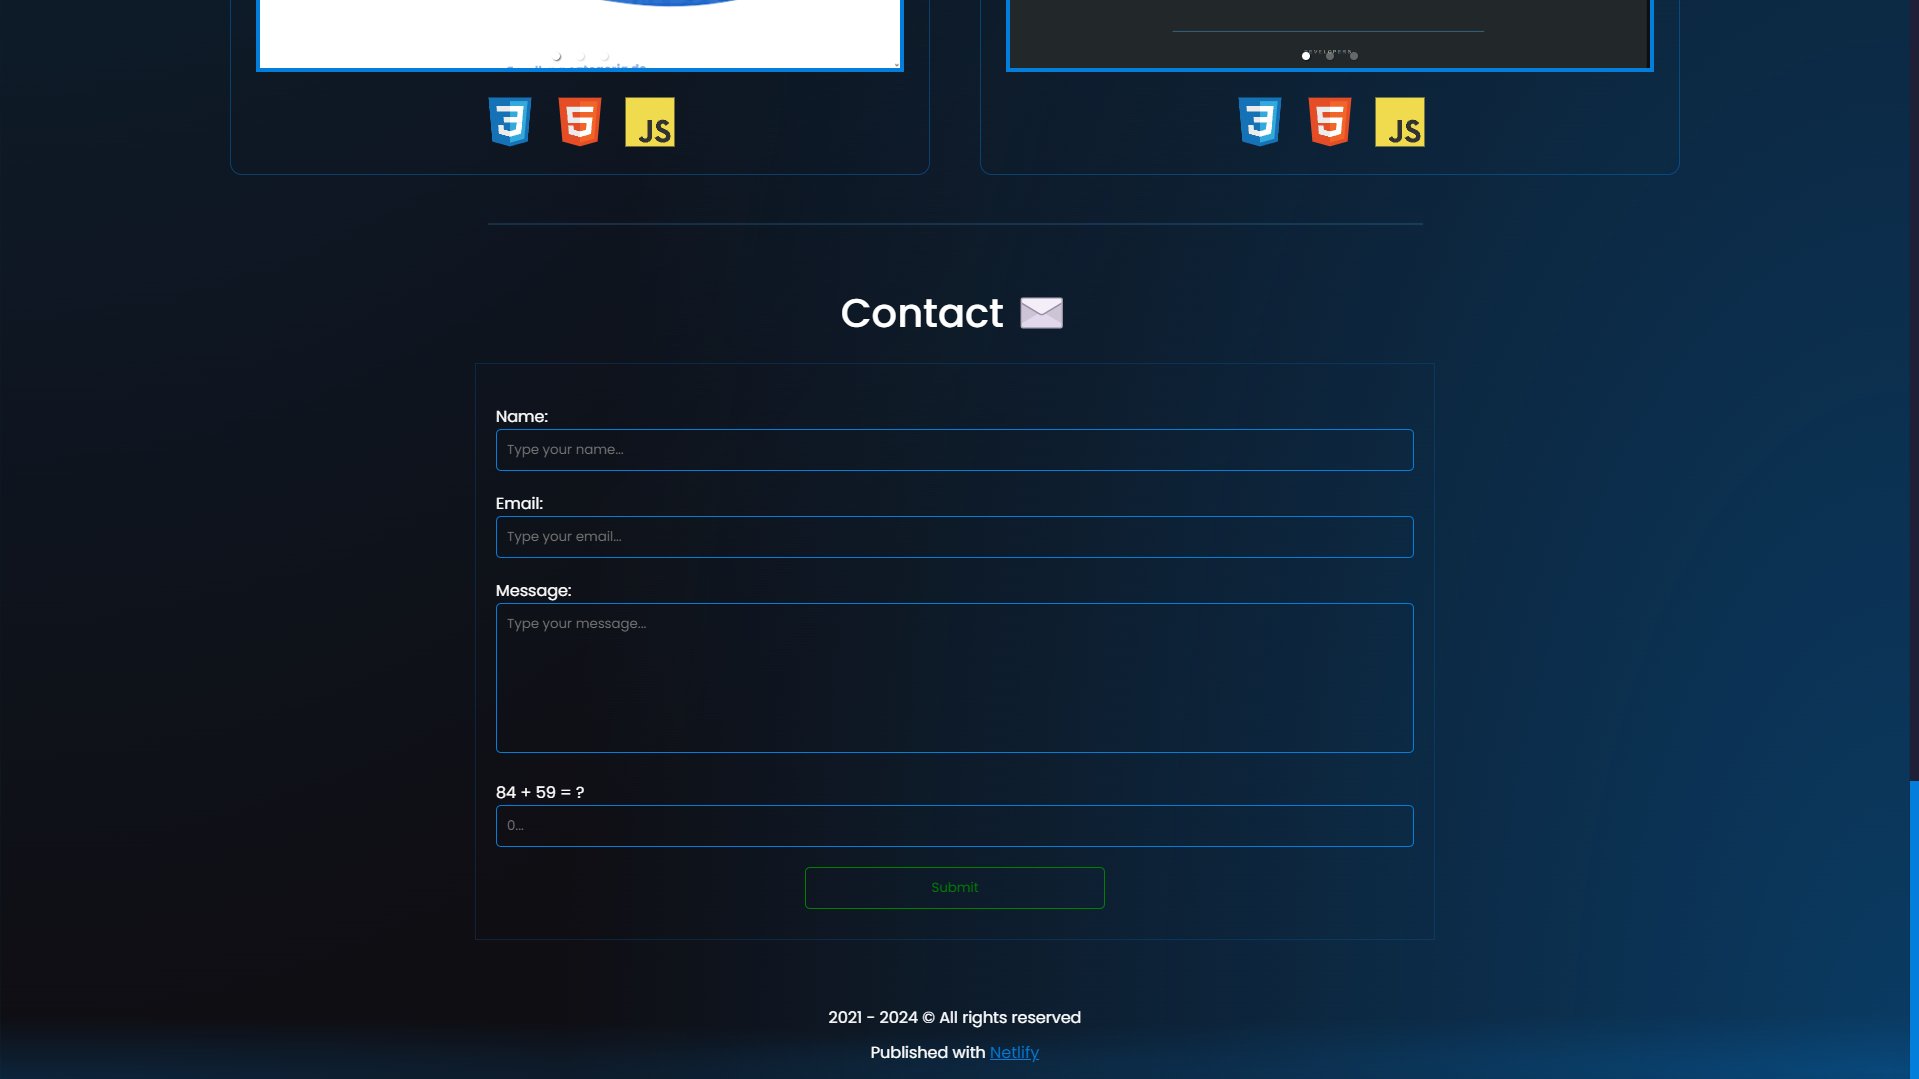 JS
JS
Contact
Name:
Type your name...
Email:
Type your email...
Message:
Type your message...
84 + 59 = ?
0...
Submit
2021 - 2024 © All rights reserved
Published with Netlify